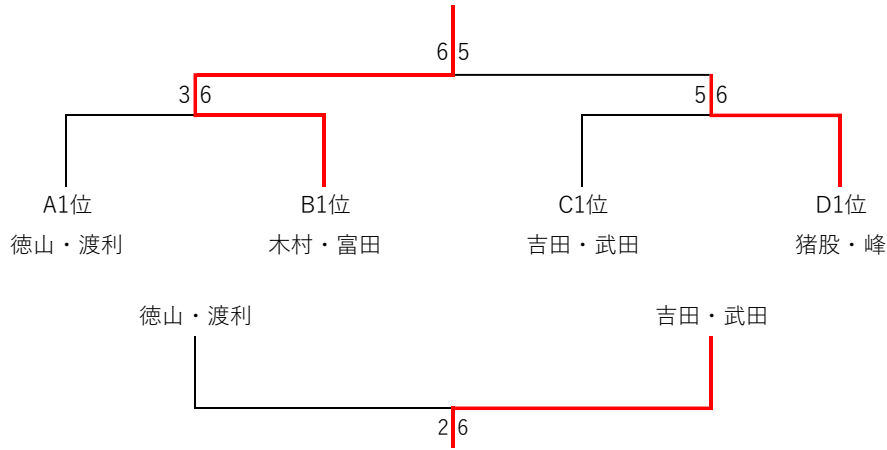 6 5
3 6 5 6
A1位 B1位 C1位 D1位
徳山・渡利 木村・富田 吉田・武田 猪股・峰
徳山・渡利 吉田・武田
2 6